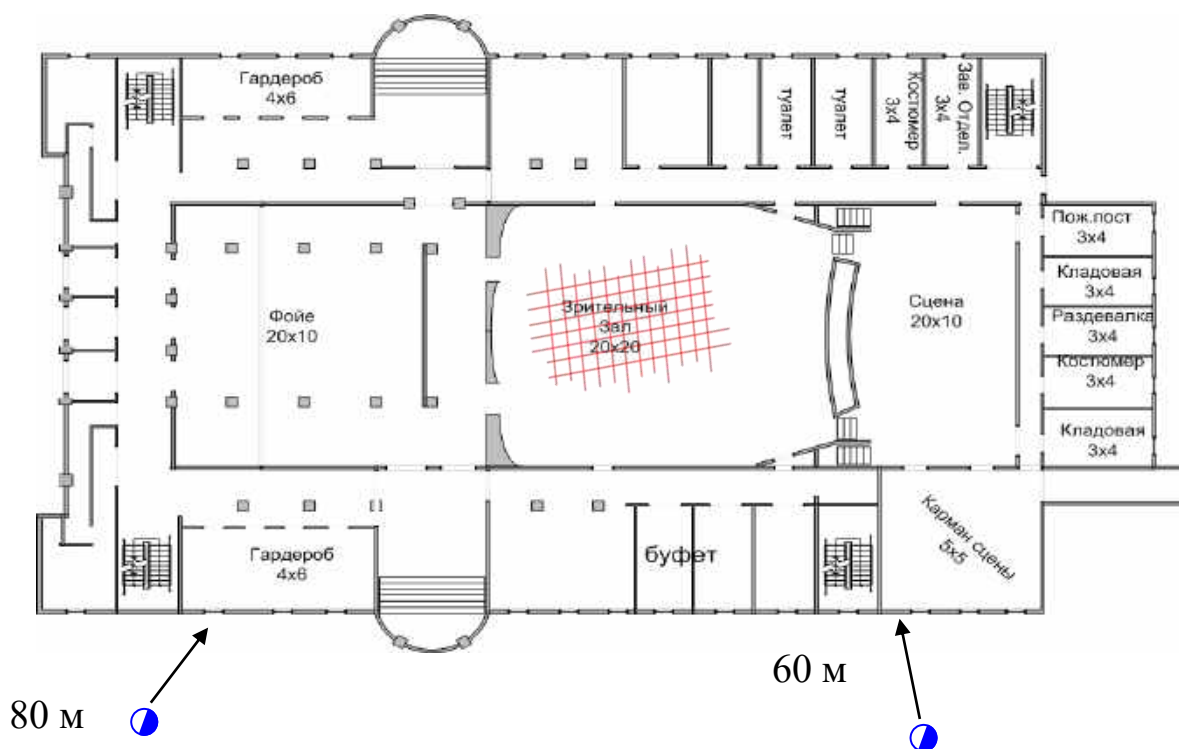 Гардероб
4х6
туалет
туалет
Костюмер
3х4
Зав. Отдел.
3х4
Пож.пост
3х4
Кладовая
3х4
Раздевалка
3х4
Костюмер
3х4
Кладовая
3х4
Фойе
20х10
Зрительный
Зал
20х20
Сцена
20х10
Гардероб
4х6
буфет
Карман сцены
5х5
60 м
80 м